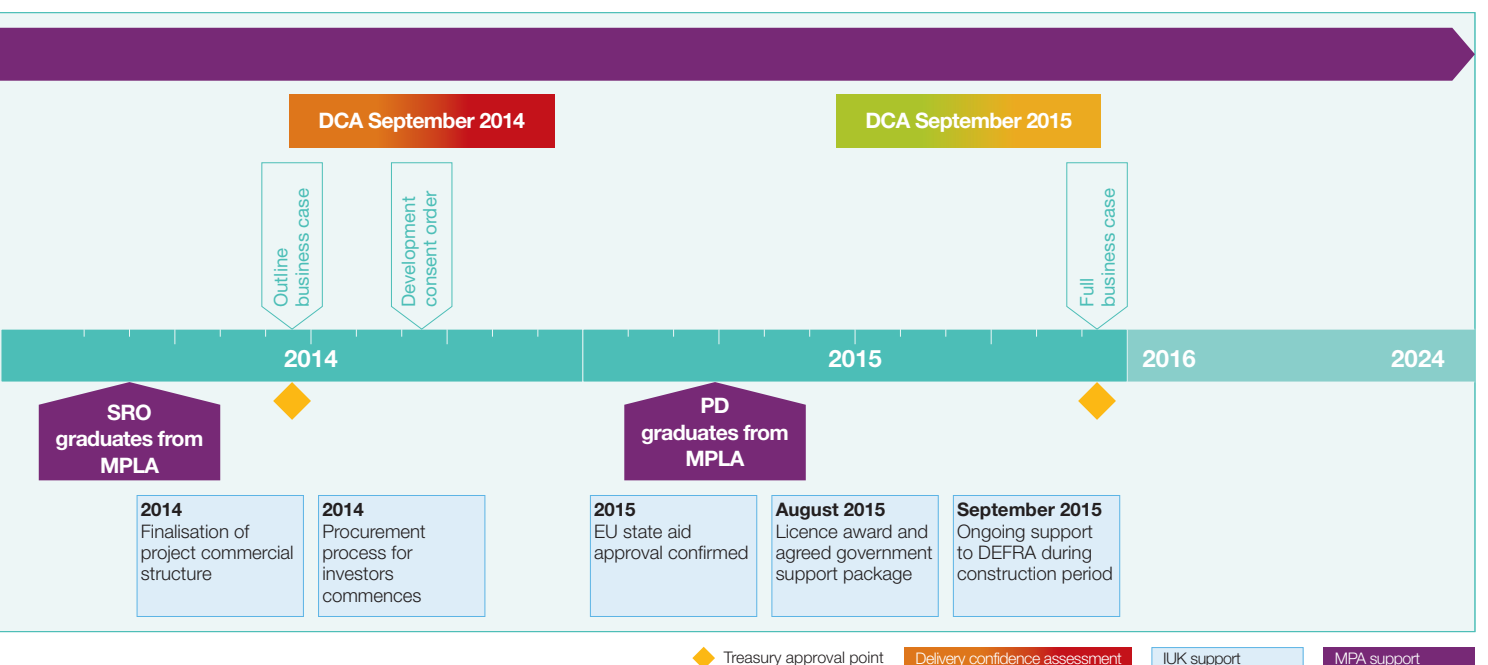 DCA September 2014
DCA September 2015
Outline
business case
Development
consent order
Full
business case
2014
2015
2016
2024
SRO
graduates from
MPLA
PD
graduates from
MPLA
2014
Finalisation of
project commercial
structure
2014
Procurement
process for
investors
commences
2015
EU state aid
approval confirmed
August 2015
Licence award and
agreed government
support package
September 2015
Ongoing support
to DEFRA during
construction period
Treasury approval point
Delivery confidence assessment
IUK support
MPA support